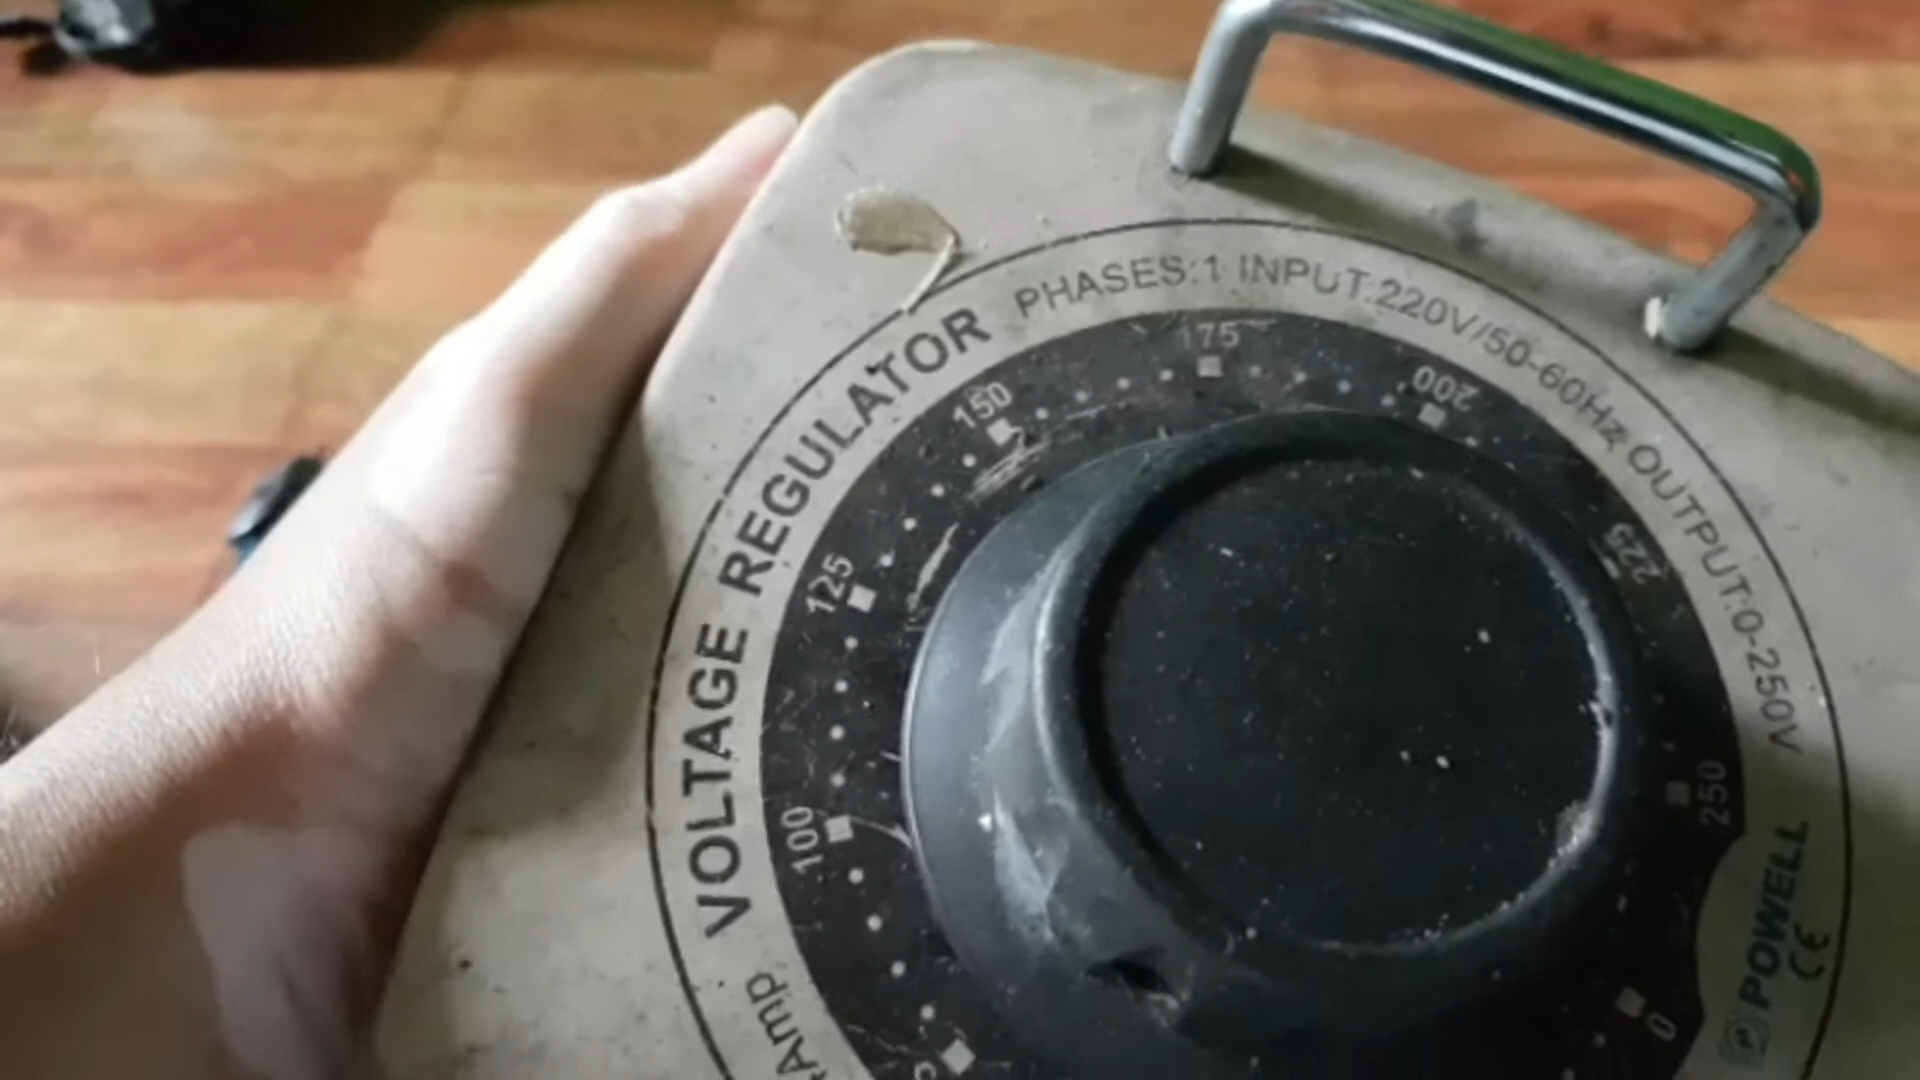 VOLTAGE REGULATOR PHASES:1 INPUT:220V/50-60Hz OUTPUT:0-250V
POWELL
CE
Amp
100
125
150
175
200
225
250
0